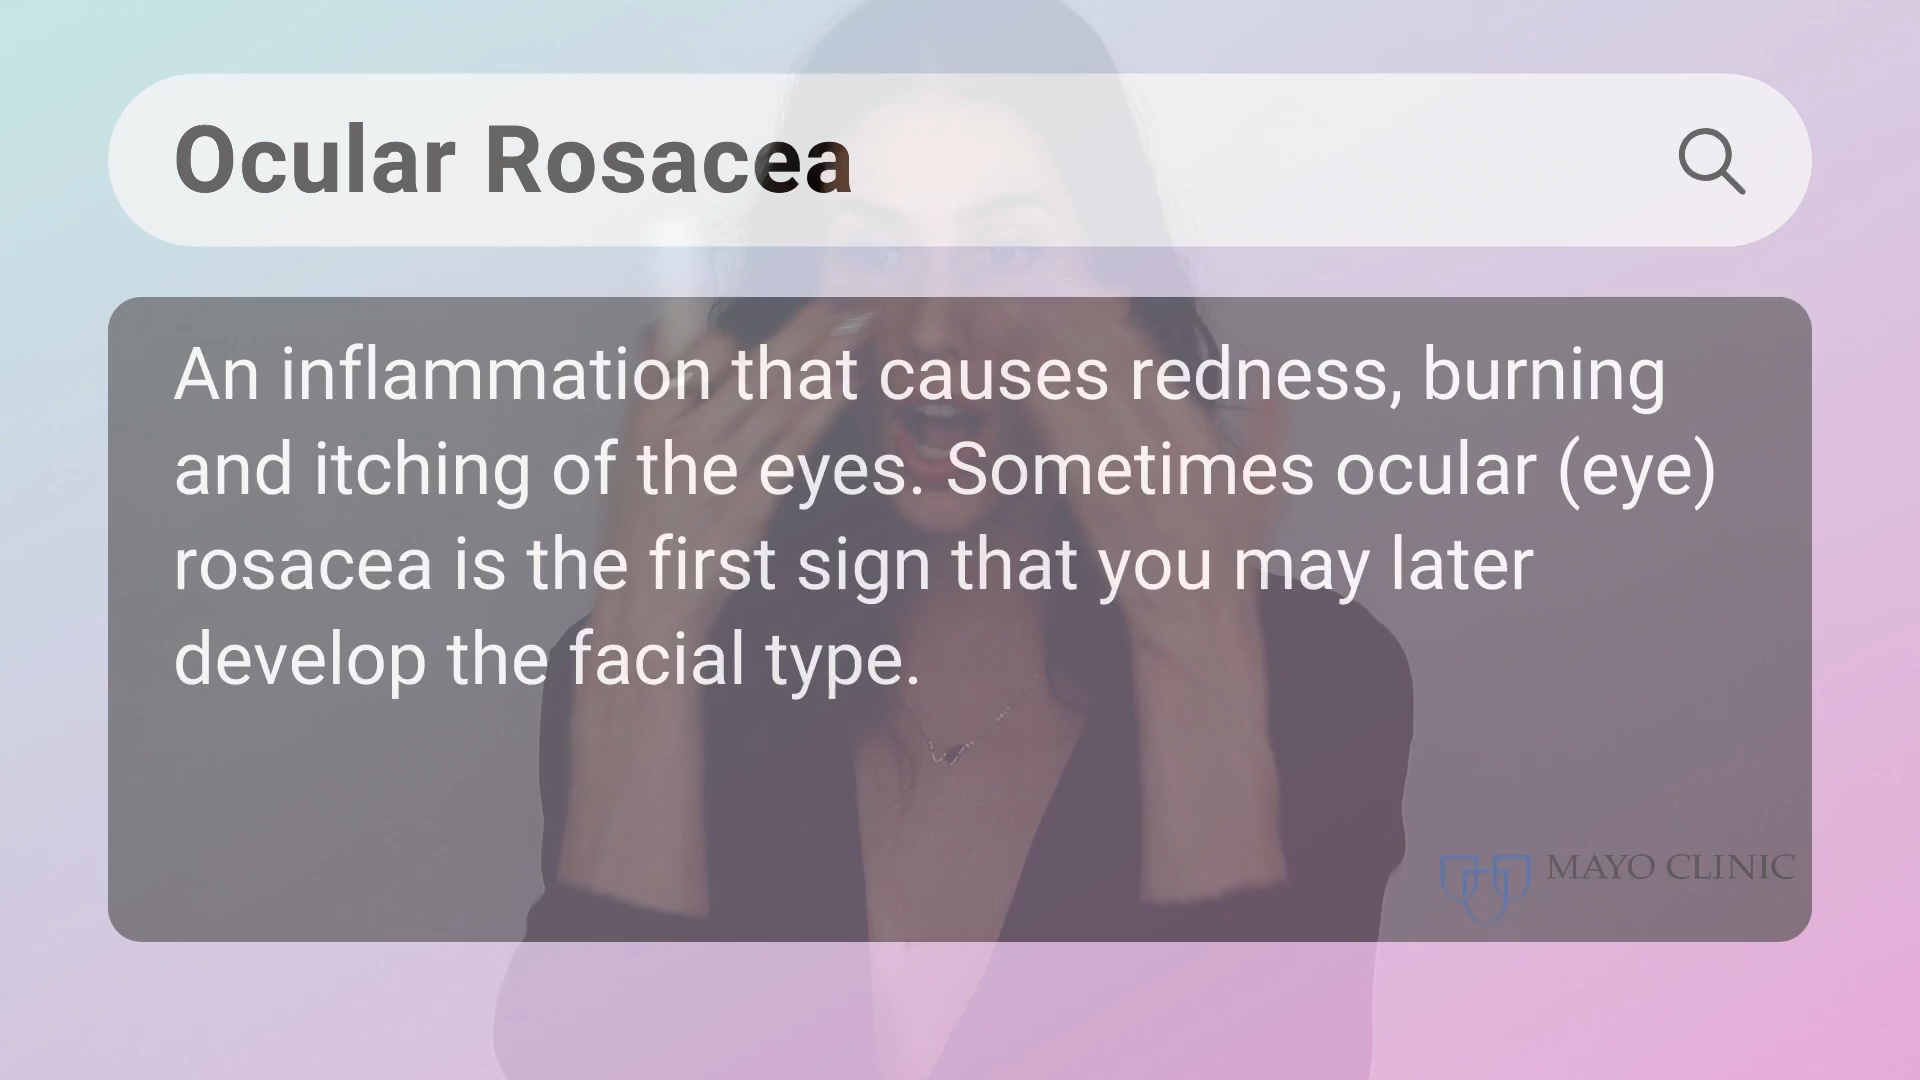 Ocular Rosacea
An inflammation that causes redness, burning
and itching of the eyes. Sometimes ocular (eye)
rosacea is the first sign that you may later
develop the facial type.
MAYO CLINIC